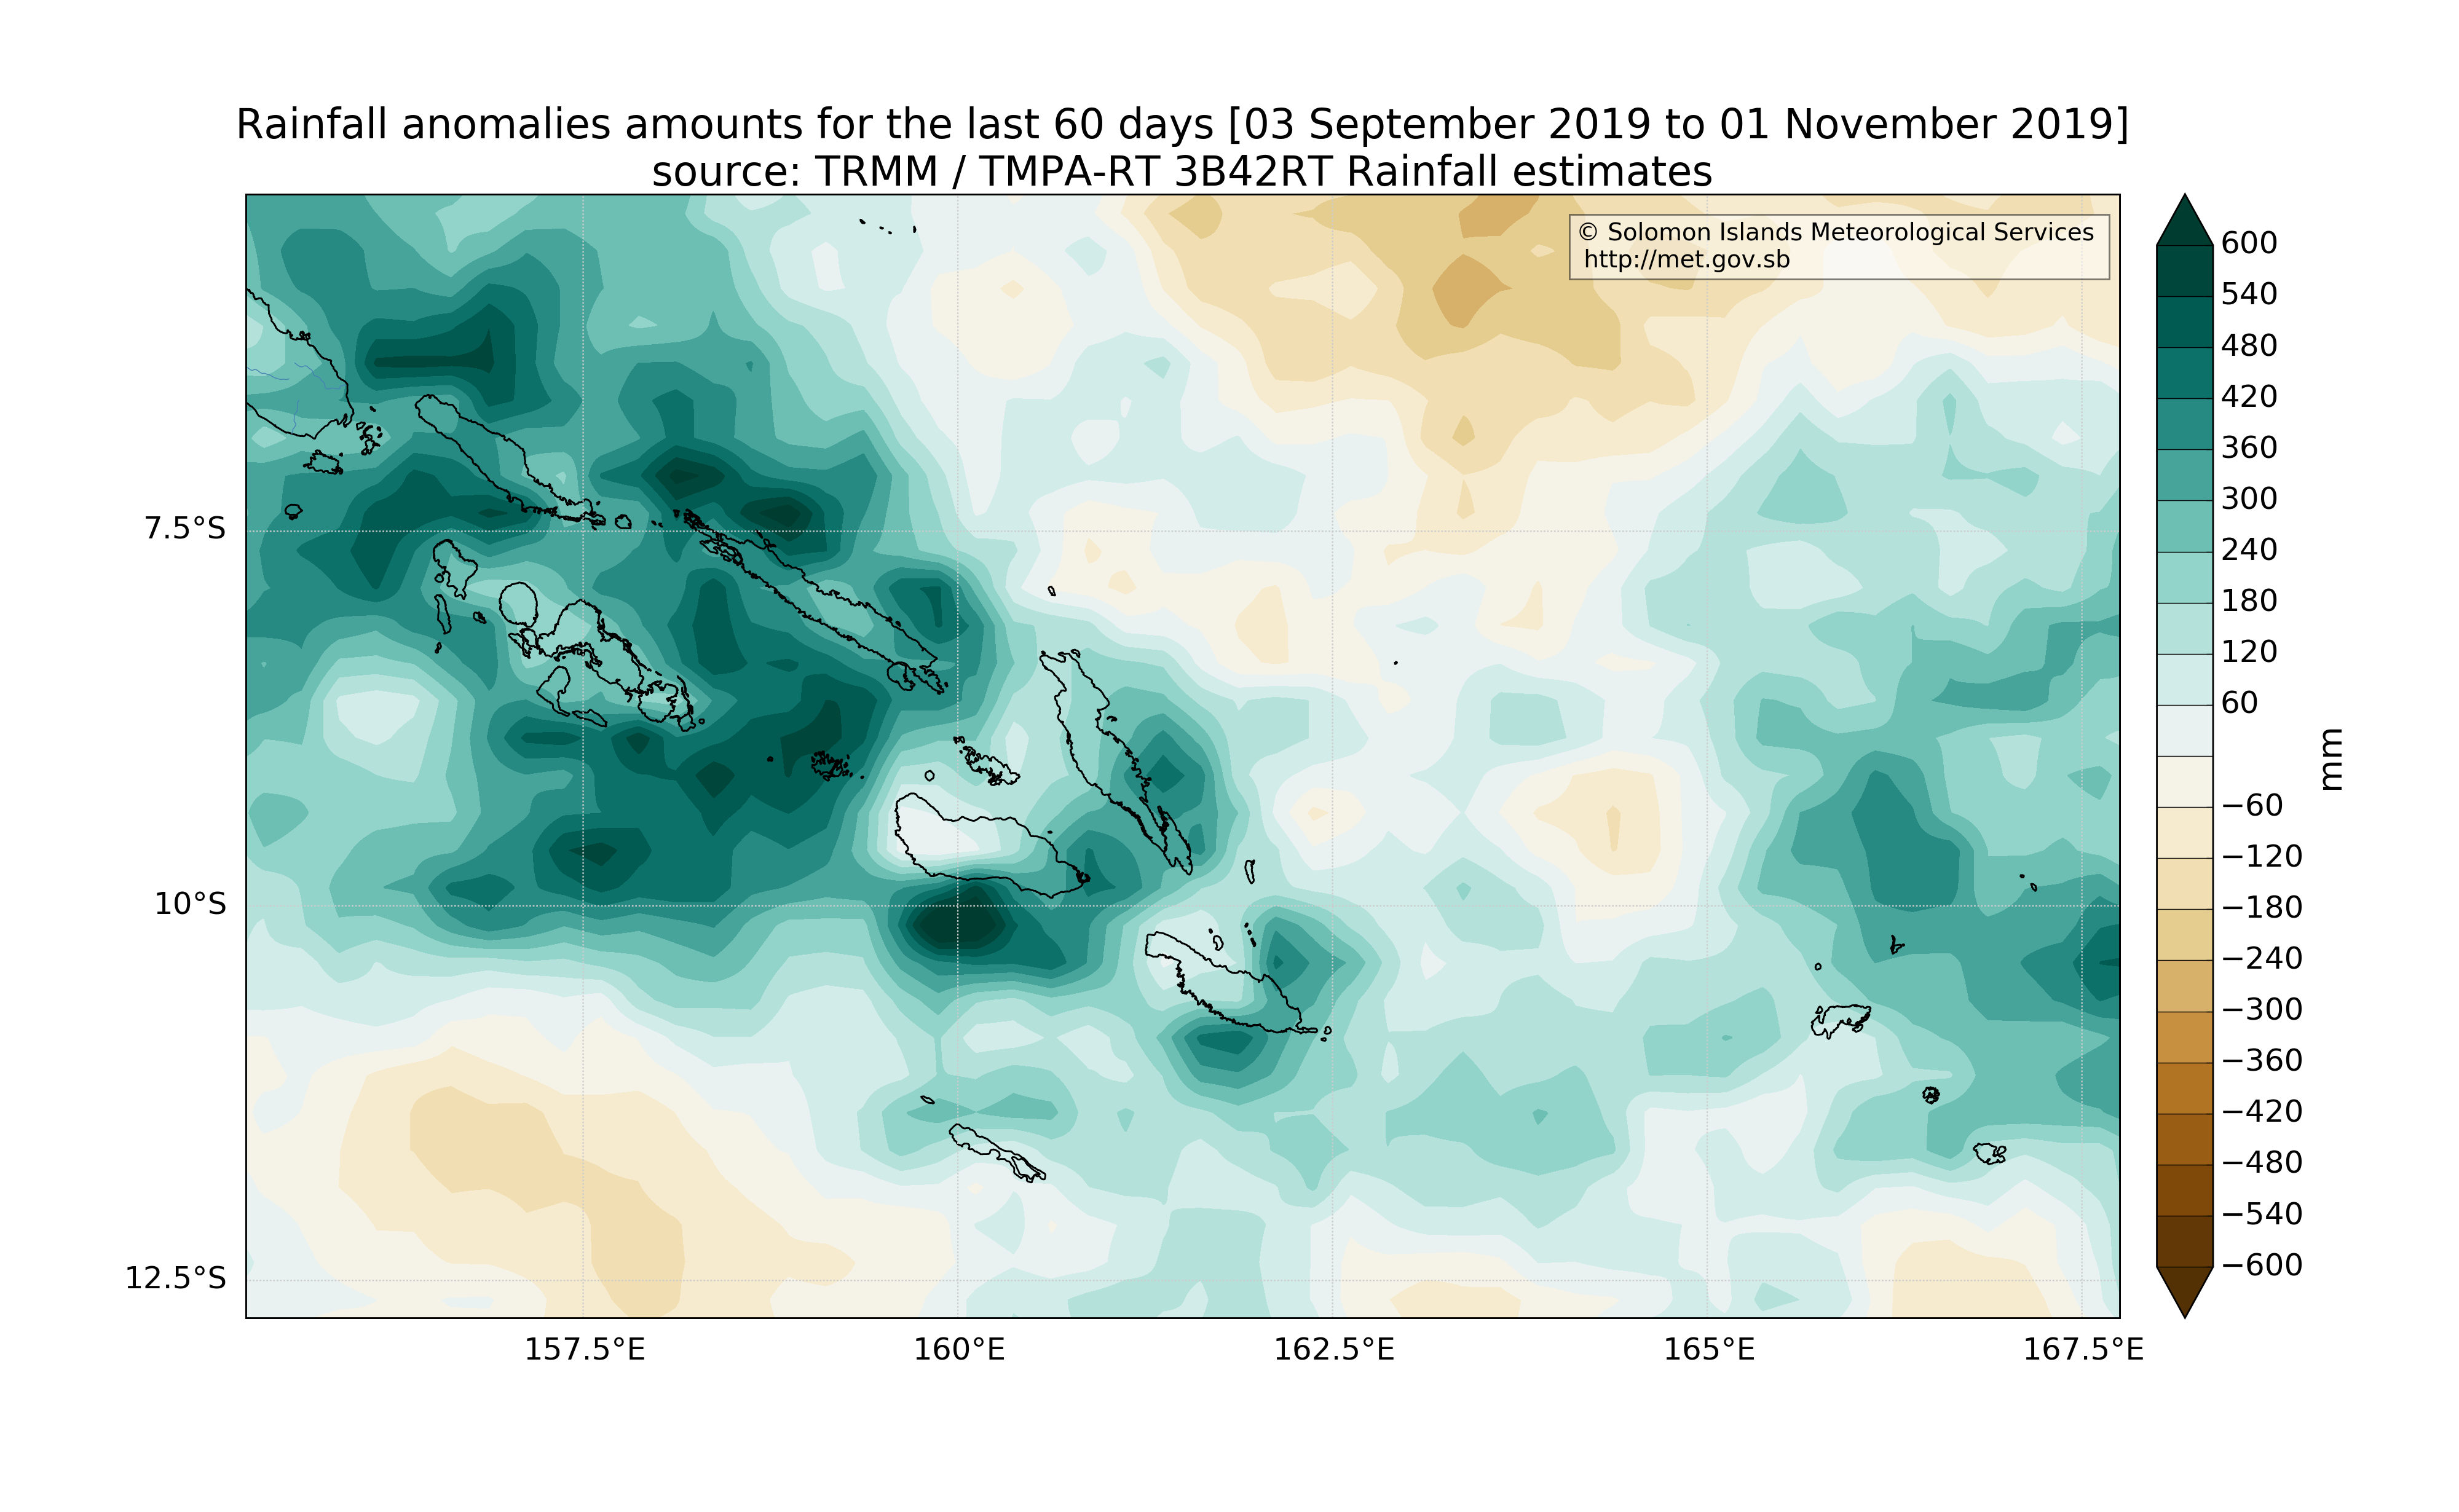 Rainfall anomalies amounts for the last 60 days [03 September 2019 to 01 November 2019]
source: TRMM / TMPA-RT 3B42RT Rainfall estimates
© Solomon Islands Meteorological Services
http://met.gov.sb
7.5°S
10°S
12.5°S
157.5°E
160°E
162.5°E
165°E
167.5°E
600
540
480
420
360
300
240
180
120
60
−60
−120
−180
−240
−300
−360
−420
−480
−540
−600
mm